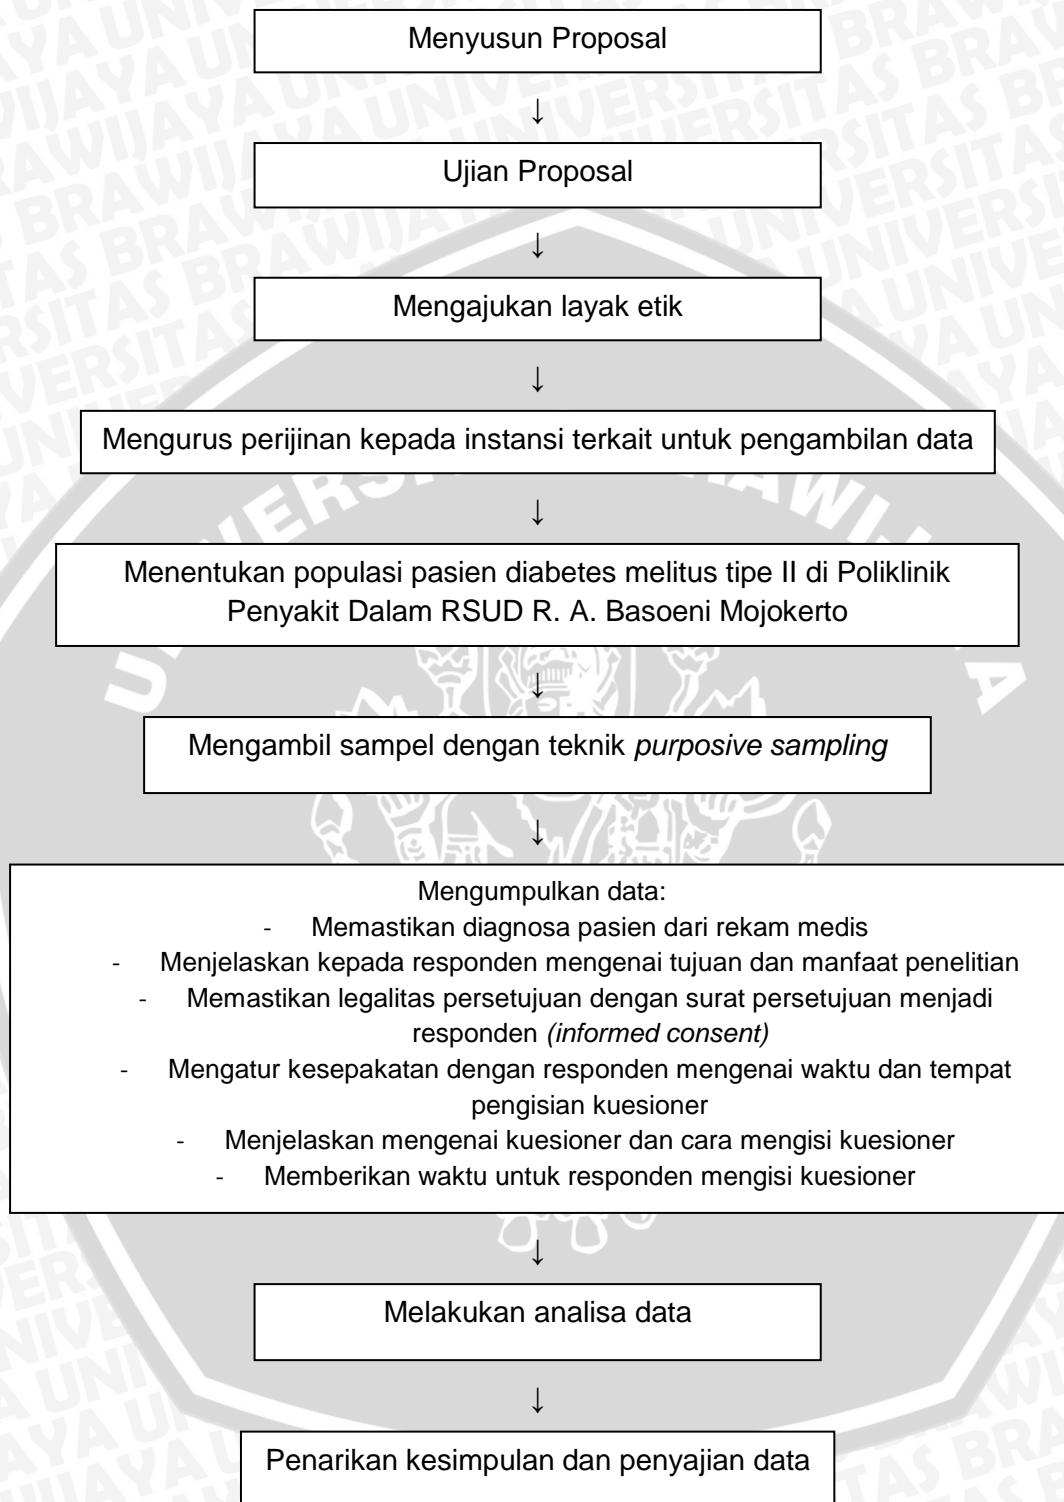 Menyusun Proposal
↓
Ujian Proposal
↓
Mengajukan layak etik
↓
Mengurus perijinan kepada instansi terkait untuk pengambilan data
↓
Menentukan populasi pasien diabetes melitus tipe II di Poliklinik
Penyakit Dalam RSUD R. A. Basoeni Mojokerto
↓
Mengambil sampel dengan teknik purposive sampling
↓
Mengumpulkan data:
- Memastikan diagnosa pasien dari rekam medis
- Menjelaskan kepada responden mengenai tujuan dan manfaat penelitian
- Memastikan legalitas persetujuan dengan surat persetujuan menjadi
responden (informed consent)
- Mengatur kesepakatan dengan responden mengenai waktu dan tempat
pengisian kuesioner
- Menjelaskan mengenai kuesioner dan cara mengisi kuesioner
- Memberikan waktu untuk responden mengisi kuesioner
↓
Melakukan analisa data
↓
Penarikan kesimpulan dan penyajian data